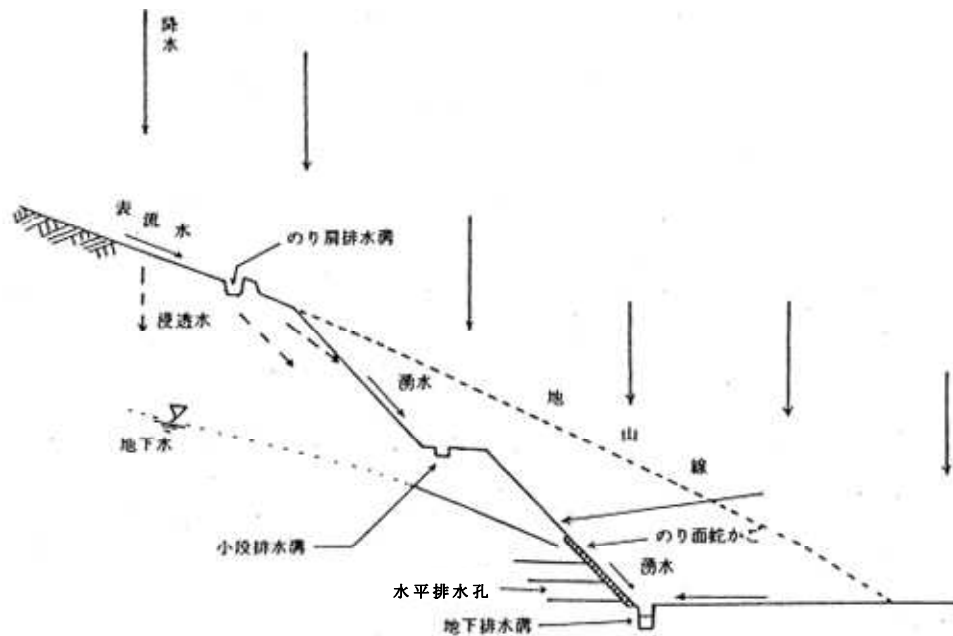 降水
表流水
のり肩排水溝
浸透水
湧水
地山線
地下水
小段排水溝
のり面蛇かご
湧水
水平排水孔
地下排水溝